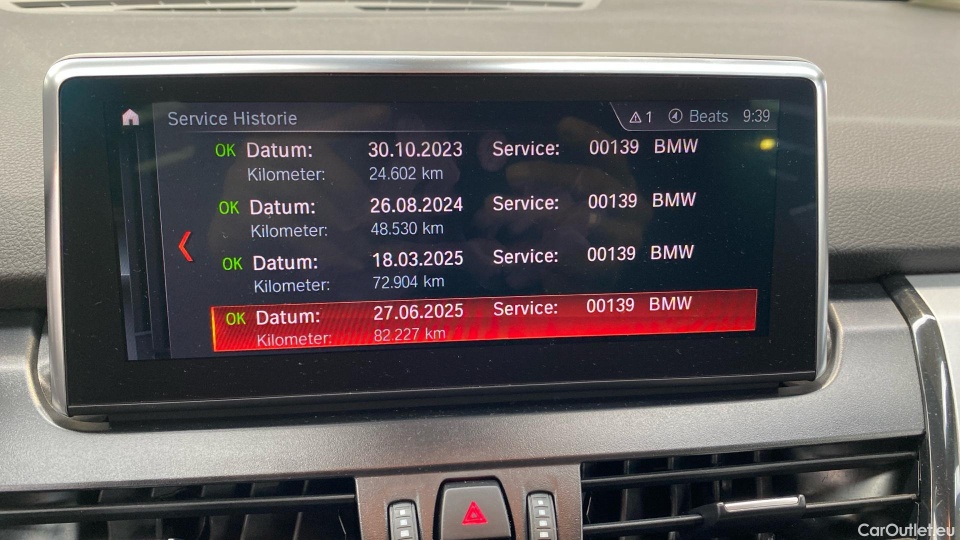 Service Historie
1 Beats 9:39
OK Datum: 30.10.2023 Service: 00139 BMW
Kilometer: 24.602 km
OK Datum: 26.08.2024 Service: 00139 BMW
Kilometer: 48.530 km
OK Datum: 18.03.2025 Service: 00139 BMW
Kilometer: 72.904 km
OK Datum: 27.06.2025 Service: 00139 BMW
Kilometer: 82.227 km
CarOutlet.eu